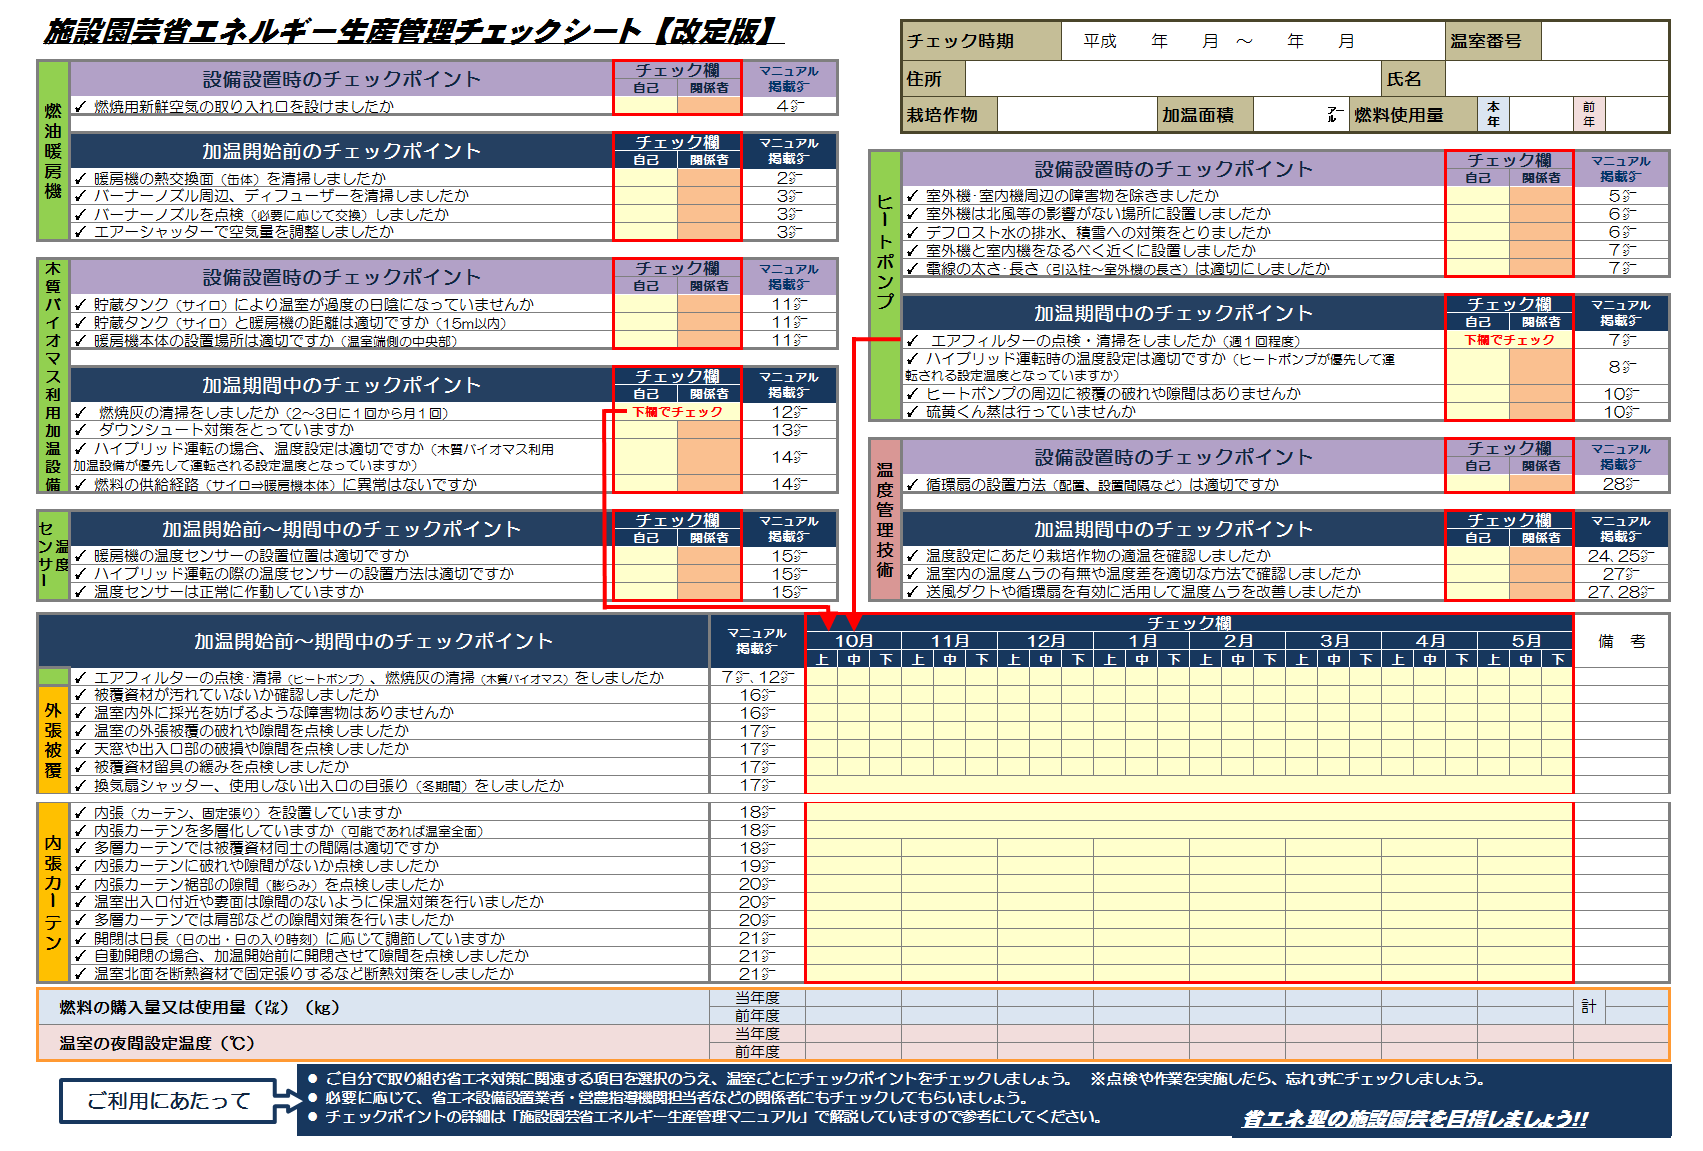 施設園芸省エネルギー生産管理チェックシート【改定版】
チェック時期　平成　年　月　～　年　月　温室番号
住所　氏名
栽培作物　加温面積　アール　燃料使用量　本年　前年
燃油暖房機
設備設置時のチェックポイント　チェック欄　自己　関係者　マニュアル掲載ページ
✓ 燃焼用新鮮空気の取り入れ口を設けましたか　4ページ
加温開始前のチェックポイント　チェック欄　自己　関係者　マニュアル掲載ページ
✓ 暖房機の熱交換面（缶体）を清掃しましたか　2ページ
✓ バーナーノズル周辺、ディフューザーを清掃しましたか　3ページ
✓ バーナーノズルを点検（必要に応じて交換）しましたか　3ページ
✓ エアーシャッターで空気量を調整しましたか　3ページ
木質バイオマス利用加温設備
設備設置時のチェックポイント　チェック欄　自己　関係者　マニュアル掲載ページ
✓ 貯蔵タンク（サイロ）により温室が過度の日陰になっていませんか　11ページ
✓ 貯蔵タンク（サイロ）と暖房機の距離は適切ですか（15m以内）　11ページ
✓ 暖房機本体の設置場所は適切ですか（温室端側の中央部）　11ページ
加温期間中のチェックポイント　チェック欄　自己　関係者　マニュアル掲載ページ
✓ 燃焼灰の清掃をしましたか（2～3日に1回から月1回）　下欄でチェック　12ページ
✓ ダウンシュート対策をとっていますか　13ページ
✓ ハイブリッド運転の場合、温度設定は適切ですか（木質バイオマス利用
加温設備が優先して運転される設定温度となっていますか）　14ページ
✓ 燃料の供給経路（サイロ⇒暖房機本体）に異常はないですか　14ページ
温度センサー
加温開始前～期間中のチェックポイント　チェック欄　自己　関係者　マニュアル掲載ページ
✓ 暖房機の温度センサーの設置位置は適切ですか　15ページ
✓ ハイブリッド運転の際の温度センサーの設置方法は適切ですか　15ページ
✓ 温度センサーは正常に作動していますか　15ページ
ヒートポンプ
設備設置時のチェックポイント　チェック欄　自己　関係者　マニュアル掲載ページ
✓ 室外機・室内機周辺の障害物を除きましたか　5ページ
✓ 室外機は北風等の影響がない場所に設置しましたか　6ページ
✓ デフロスト水の排水、積雪への対策をとりましたか　6ページ
✓ 室外機と室内機をなるべく近くに設置しましたか　7ページ
✓ 電線の太さ・長さ（引込柱～室外機の長さ）は適切にしましたか　7ページ
加温期間中のチェックポイント　チェック欄　自己　関係者　マニュアル掲載ページ
✓ エアフィルターの点検・清掃をしましたか（週1回程度）　下欄でチェック　7ページ
✓ ハイブリッド運転時の温度設定は適切ですか（ヒートポンプが優先して運
転される設定温度となっていますか）　8ページ
✓ ヒートポンプの周辺に被覆の破れや隙間はありませんか　10ページ
✓ 硫黄くん蒸は行っていませんか　10ページ
温度管理技術
設備設置時のチェックポイント　チェック欄　自己　関係者　マニュアル掲載ページ
✓ 循環扇の設置方法（配置、設置間隔など）は適切ですか　28ページ
加温期間中のチェックポイント　チェック欄　自己　関係者　マニュアル掲載ページ
✓ 温度設定にあたり栽培作物の適温を確認しましたか　24、25ページ
✓ 温室内の温度ムラの有無や温度差を適切な方法で確認しましたか　27ページ
✓ 送風ダクトや循環扇を有効に活用して温度ムラを改善しましたか　27、28ページ
加温開始前～期間中のチェックポイント　マニュアル掲載ページ　チェック欄　備　考
10月　11月　12月　1月　2月　3月　4月　5月
上　中　下　上　中　下　上　中　下　上　中　下　上　中　下　上　中　下　上　中　下　上　中　下
✓ エアフィルターの点検・清掃（ヒートポンプ）、燃焼灰の清掃（木質バイオマス）をしましたか　7ページ、12ページ
外張被覆
✓ 被覆資材が汚れていないか確認しましたか　16ページ
✓ 温室内外に採光を妨げるような障害物はありませんか　16ページ
✓ 温室の外張被覆の破れや隙間を点検しましたか　17ページ
✓ 天窓や出入口部の破損や隙間を点検しましたか　17ページ
✓ 被覆資材留具の緩みを点検しましたか　17ページ
✓ 換気扇シャッター、使用しない出入口の目張り（冬期間）をしましたか　17ページ
内張カーテン
✓ 内張（カーテン、固定張り）を設置していますか　18ページ
✓ 内張カーテンを多層化していますか（可能であれば温室全面）　18ページ
✓ 多層カーテンでは被覆資材同士の間隔は適切ですか　18ページ
✓ 内張カーテンに破れや隙間がないか点検しましたか　19ページ
✓ 内張カーテン裾部の隙間（膨らみ）を点検しましたか　20ページ
✓ 温室出入口付近や妻面は隙間のないように保温対策を行いましたか　20ページ
✓ 多層カーテンでは肩部などの隙間対策を行いましたか　20ページ
✓ 開閉は日長（日の出・日の入り時刻）に応じて調節していますか　21ページ
✓ 自動開閉の場合、加温開始前に開閉させて隙間を点検しましたか　21ページ
✓ 温室北面を断熱資材で固定張りするなど断熱対策をしましたか　21ページ
燃料の購入量又は使用量（㍑）（kg）　当年度　計
前年度
温室の夜間設定温度（℃）　当年度
前年度
ご利用にあたって
● ご自分で取り組む省エネ対策に関連する項目を選択のうえ、温室ごとにチェックポイントをチェックしましょう。　※点検や作業を実施したら、忘れずにチェックしましょう。
● 必要に応じて、省エネ設備設置業者・営農指導機関担当者などの関係者にもチェックしてもらいましょう。
● チェックポイントの詳細は「施設園芸省エネルギー生産管理マニュアル」で解説していますので参考にしてください。
省エネ型の施設園芸を目指しましょう!!